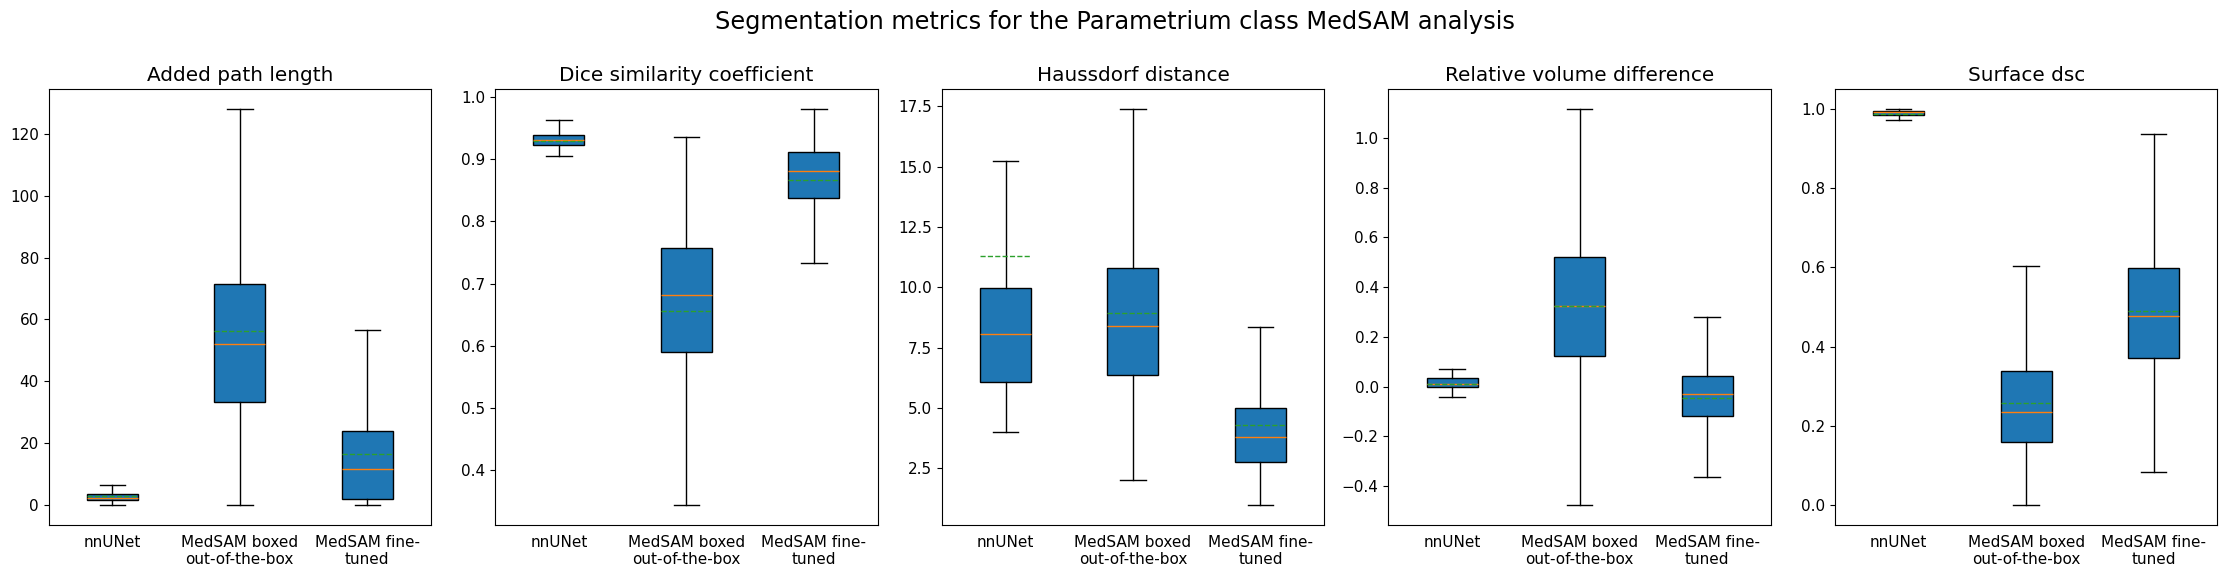 Segmentation metrics for the Parametrium class MedSAM analysis
Added path length
120
100
80
60
40
20
0
nnUNet
MedSAM boxed
out-of-the-box
MedSAM fine-
tuned
Dice similarity coefficient
1.0
0.9
0.8
0.7
0.6
0.5
0.4
nnUNet
MedSAM boxed
out-of-the-box
MedSAM fine-
tuned
Haussdorf distance
17.5
15.0
12.5
10.0
7.5
5.0
2.5
nnUNet
MedSAM boxed
out-of-the-box
MedSAM fine-
tuned
Relative volume difference
1.0
0.8
0.6
0.4
0.2
0.0
−0.2
−0.4
nnUNet
MedSAM boxed
out-of-the-box
MedSAM fine-
tuned
Surface dsc
1.0
0.8
0.6
0.4
0.2
0.0
nnUNet
MedSAM boxed
out-of-the-box
MedSAM fine-
tuned